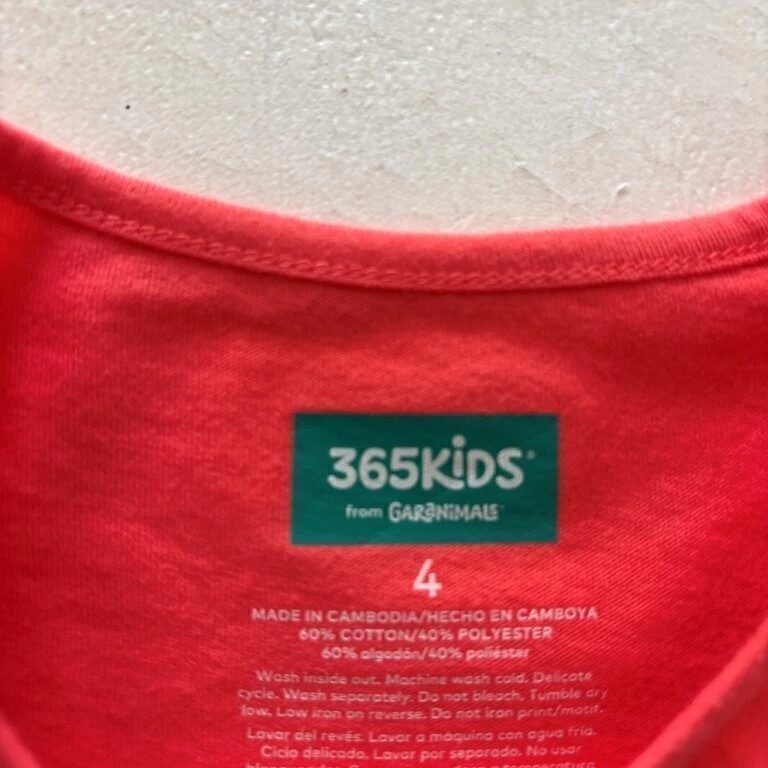 365KiDS®
from GARaNiMALS
4
MADE IN CAMBODIA/HECHO EN CAMBOYA
60% COTTON/40% POLYESTER
60% algodón/40% poliéster
Wash inside out. Machine wash cold. Delicate
cycle. Wash separately. Do not bleach. Tumble dry
low. Low iron on reverse. Do not iron print/motif.
Lavar del revés. Lavar a máquina con agua fría.
Ciclo delicado. Lavar por separado. No usar